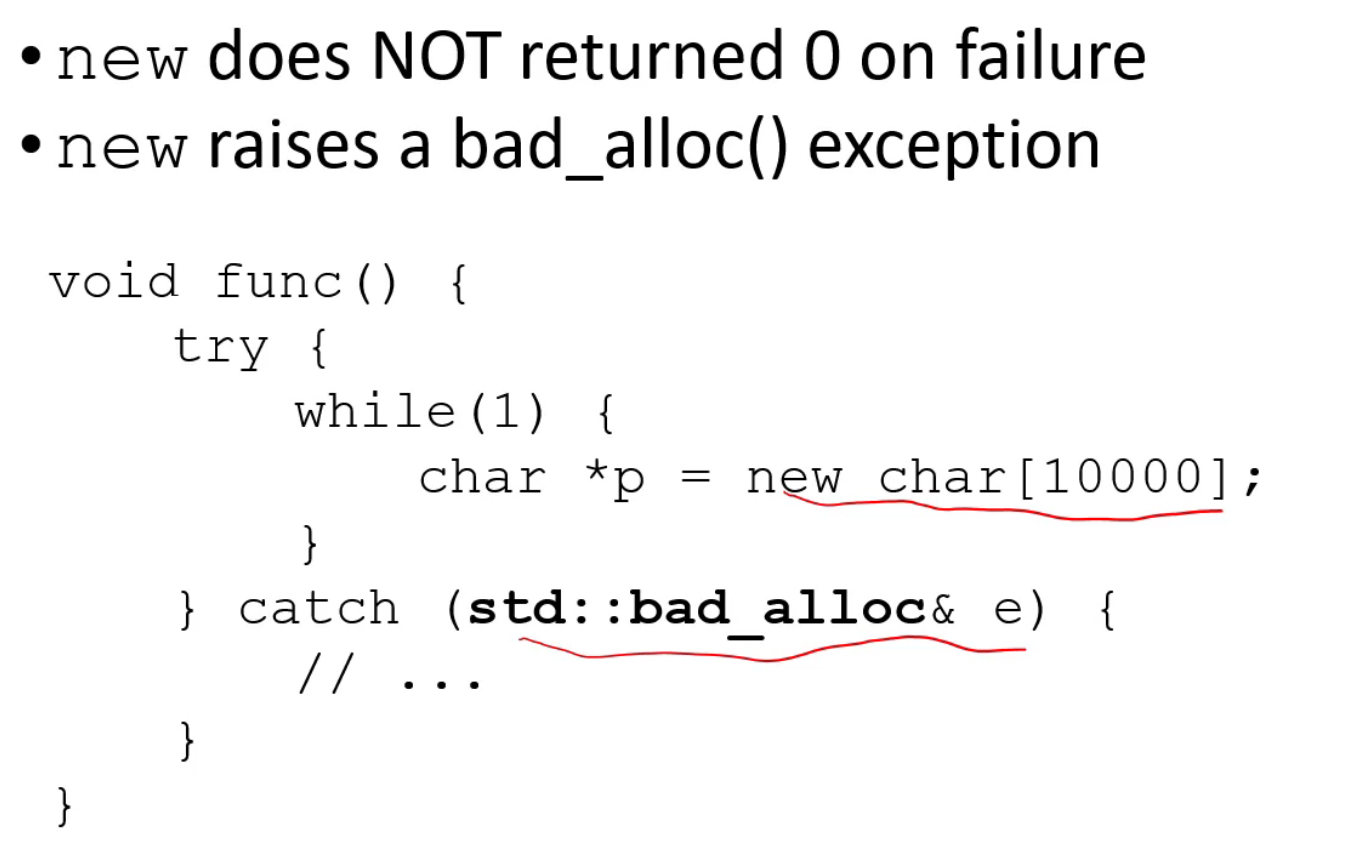 • new does NOT returned 0 on failure
• new raises a bad_alloc() exception
void func() {
    try {
        while(1) {
            char *p = new char[10000];
        }
    } catch (std::bad_alloc& e) {
        // ...
    }
}